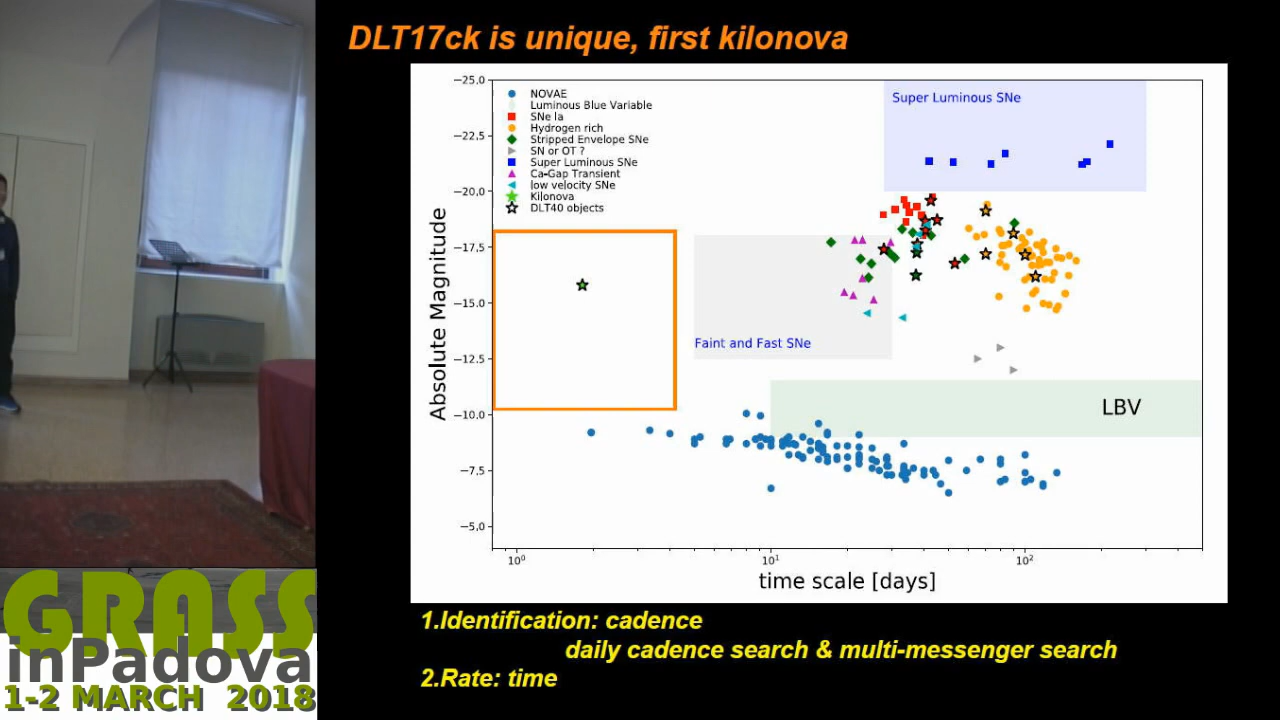 DLT17ck is unique, first kilonova
−25.0
−22.5
−20.0
−17.5
−15.0
−12.5
−10.0
−7.5
−5.0
Absolute Magnitude
NOVAE
Luminous Blue Variable
SNe Ia
Hydrogen rich
Stripped Envelope SNe
SN or OT ?
Super Luminous SNe
Ca-Gap Transient
low velocity SNe
Kilonova
DLT40 objects
Super Luminous SNe
Faint and Fast SNe
LBV
10⁰ 10¹ 10²
time scale [days]
1.Identification: cadence
daily cadence search & multi-messenger search
2.Rate: time
GRASS
inPadova
1-2 MARCH 2018